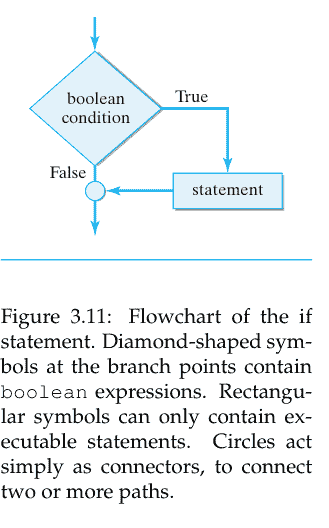 boolean
condition
True
False
statement
Figure 3.11: Flowchart of the if
statement. Diamond-shaped sym-
bols at the branch points contain
boolean expressions. Rectangu-
lar symbols can only contain ex-
ecutable statements. Circles act
simply as connectors, to connect
two or more paths.